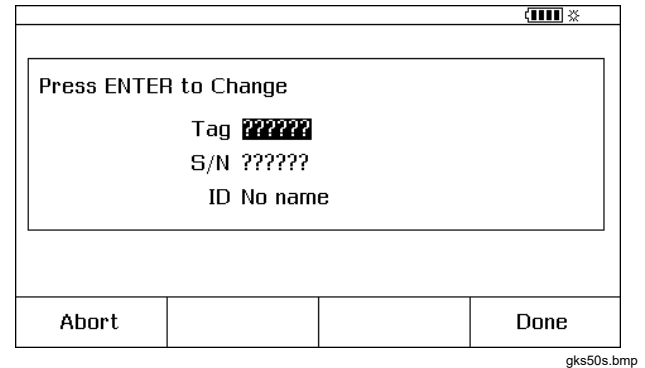 Press ENTER to Change
Tag ??????
S/N ??????
ID No name
Abort
Done
gks50s.bmp